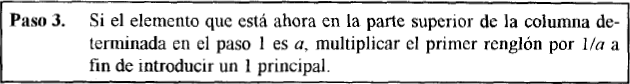 Paso 3. Si el elemento que está ahora en la parte superior de la columna de-
terminada en el paso 1 es a, multiplicar el primer renglón por 1/a a
fin de introducir un 1 principal.